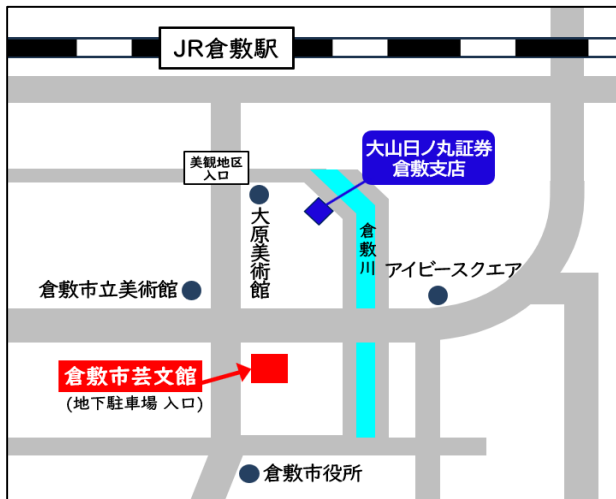 JR倉敷駅
大山日ノ丸証券
倉敷支店
美観地区
入口
大原美術館
倉敷川
アイビースクエア
倉敷市立美術館
倉敷市芸文館
(地下駐車場 入口)
倉敷市役所